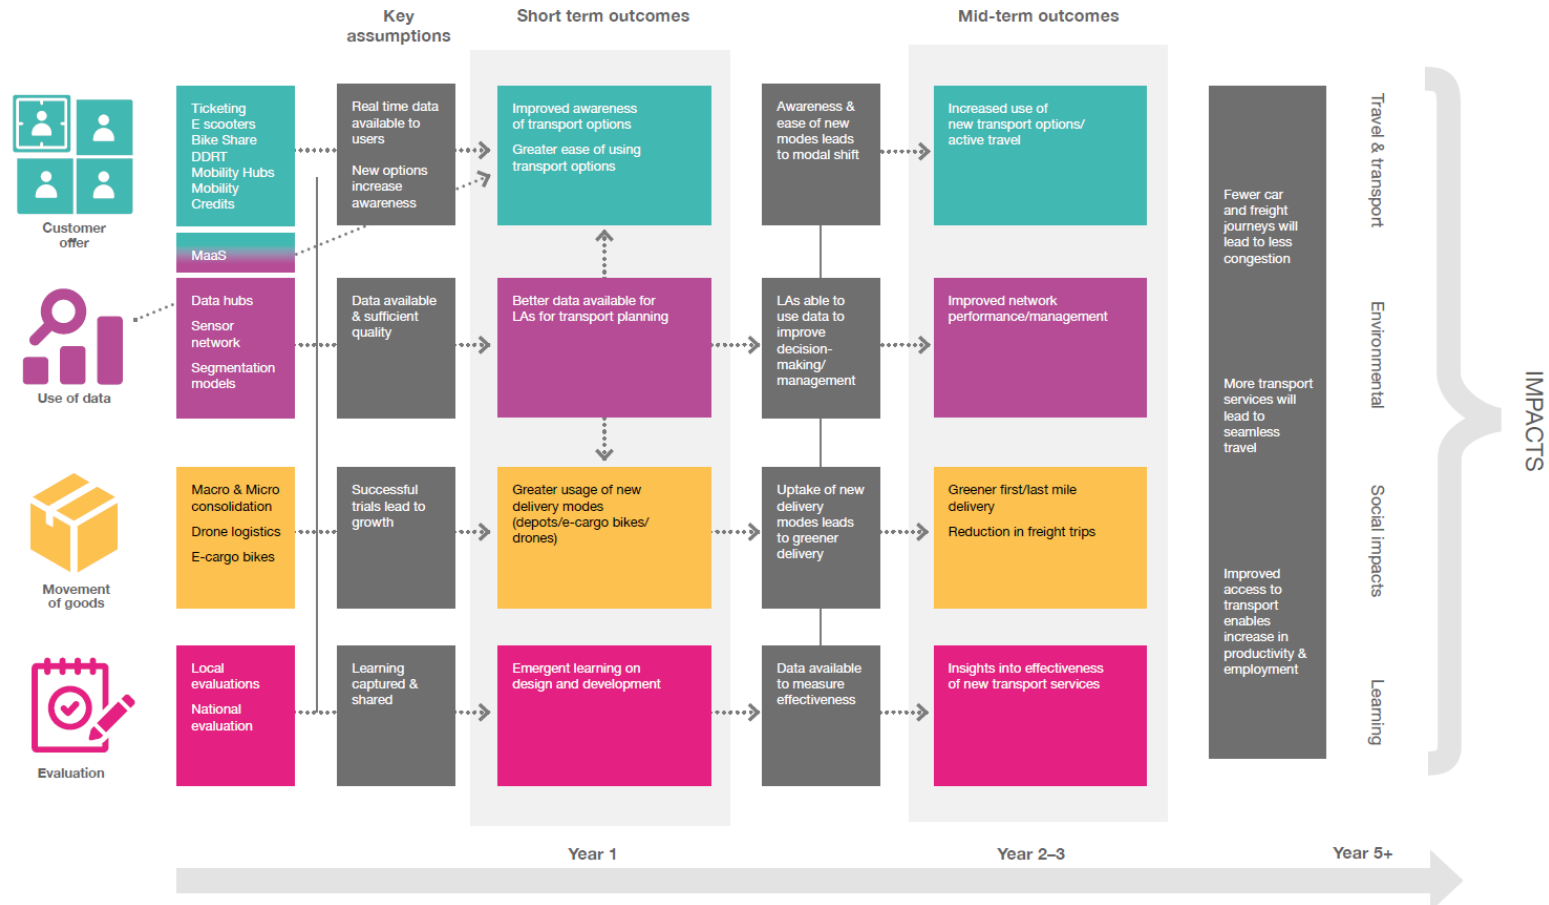 Key
assumptions
Short term outcomes
Mid-term outcomes
Customer
offer
Ticketing
E scooters
Bike Share
DDRT
Mobility Hubs
Mobility
Credits
MaaS
Real time data
available to
users
New options
increase
awareness
Improved awareness
of transport options
Greater ease of using
transport options
Awareness &
ease of new
modes leads
to modal shift
Increased use of
new transport options/
active travel
Use of data
Data hubs
Sensor
network
Segmentation
models
Data available
& sufficient
quality
Better data available for
LAs for transport planning
LAs able to
use data to
improve
decision-
making/
management
Improved network
performance/management
Movement
of goods
Macro & Micro
consolidation
Drone logistics
E-cargo bikes
Successful
trials lead to
growth
Greater usage of new
delivery modes
(depots/e-cargo bikes/
drones)
Uptake of new
delivery
modes leads
to greener
delivery
Greener first/last mile
delivery
Reduction in freight trips
Evaluation
Local
evaluations
National
evaluation
Learning
captured &
shared
Emergent learning on
design and development
Data available
to measure
effectiveness
Insights into effectiveness
of new transport services
Fewer car
and freight
journeys will
lead to less
congestion
More transport
services will
lead to
seamless
travel
Improved
access to
transport
enables
increase in
productivity &
employment
Travel & transport
Environmental
Social impacts
Learning
IMPACTS
Year 1
Year 2–3
Year 5+